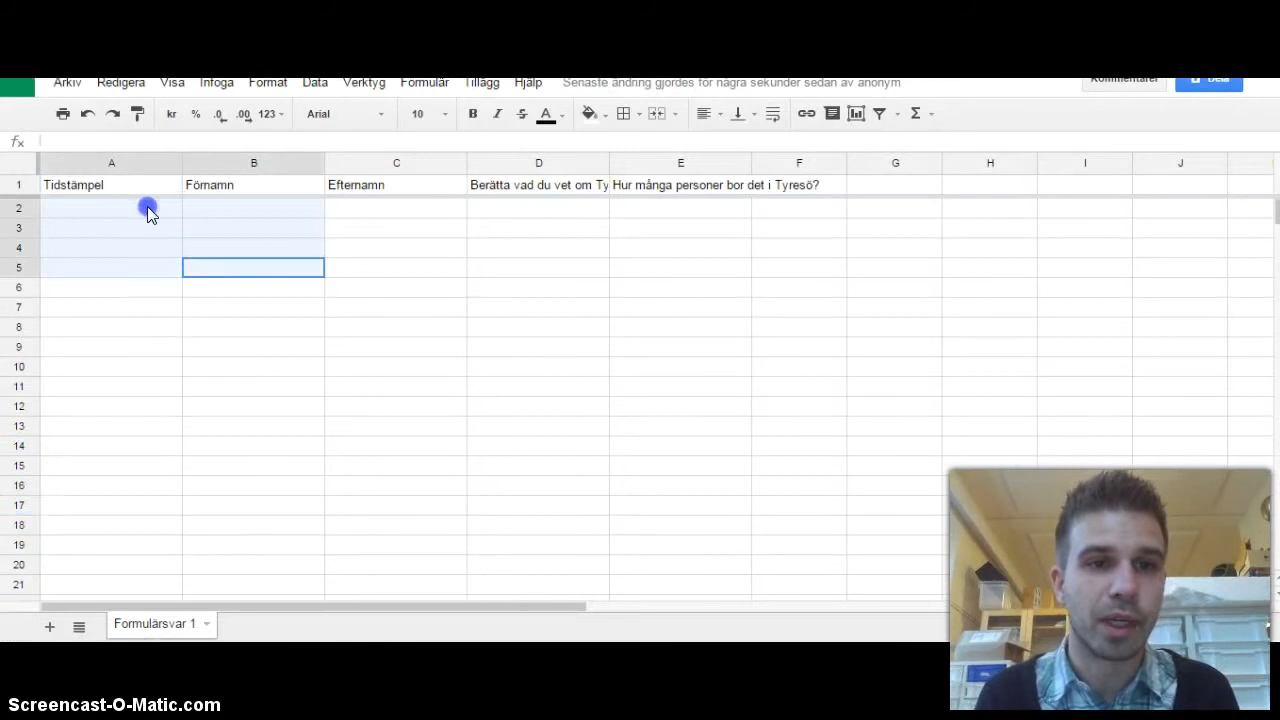 Arkiv Redigera Visa Infoga Format Data Verktyg Formulär Tillägg Hjälp Senaste ändring gjordes för några sekunder sedan av anonym Kommentarer Dela
kr % .0 .00 123 Arial 10 B I S A Σ
fx
A B C D E F G H I J
1 Tidstämpel Förnamn Efternamn Berätta vad du vet om Ty Hur många personer bor det i Tyresö?
2
3
4
5
6
7
8
9
10
11
12
13
14
15
16
17
18
19
20
21
+ Formulärsvar 1
Screencast-O-Matic.com